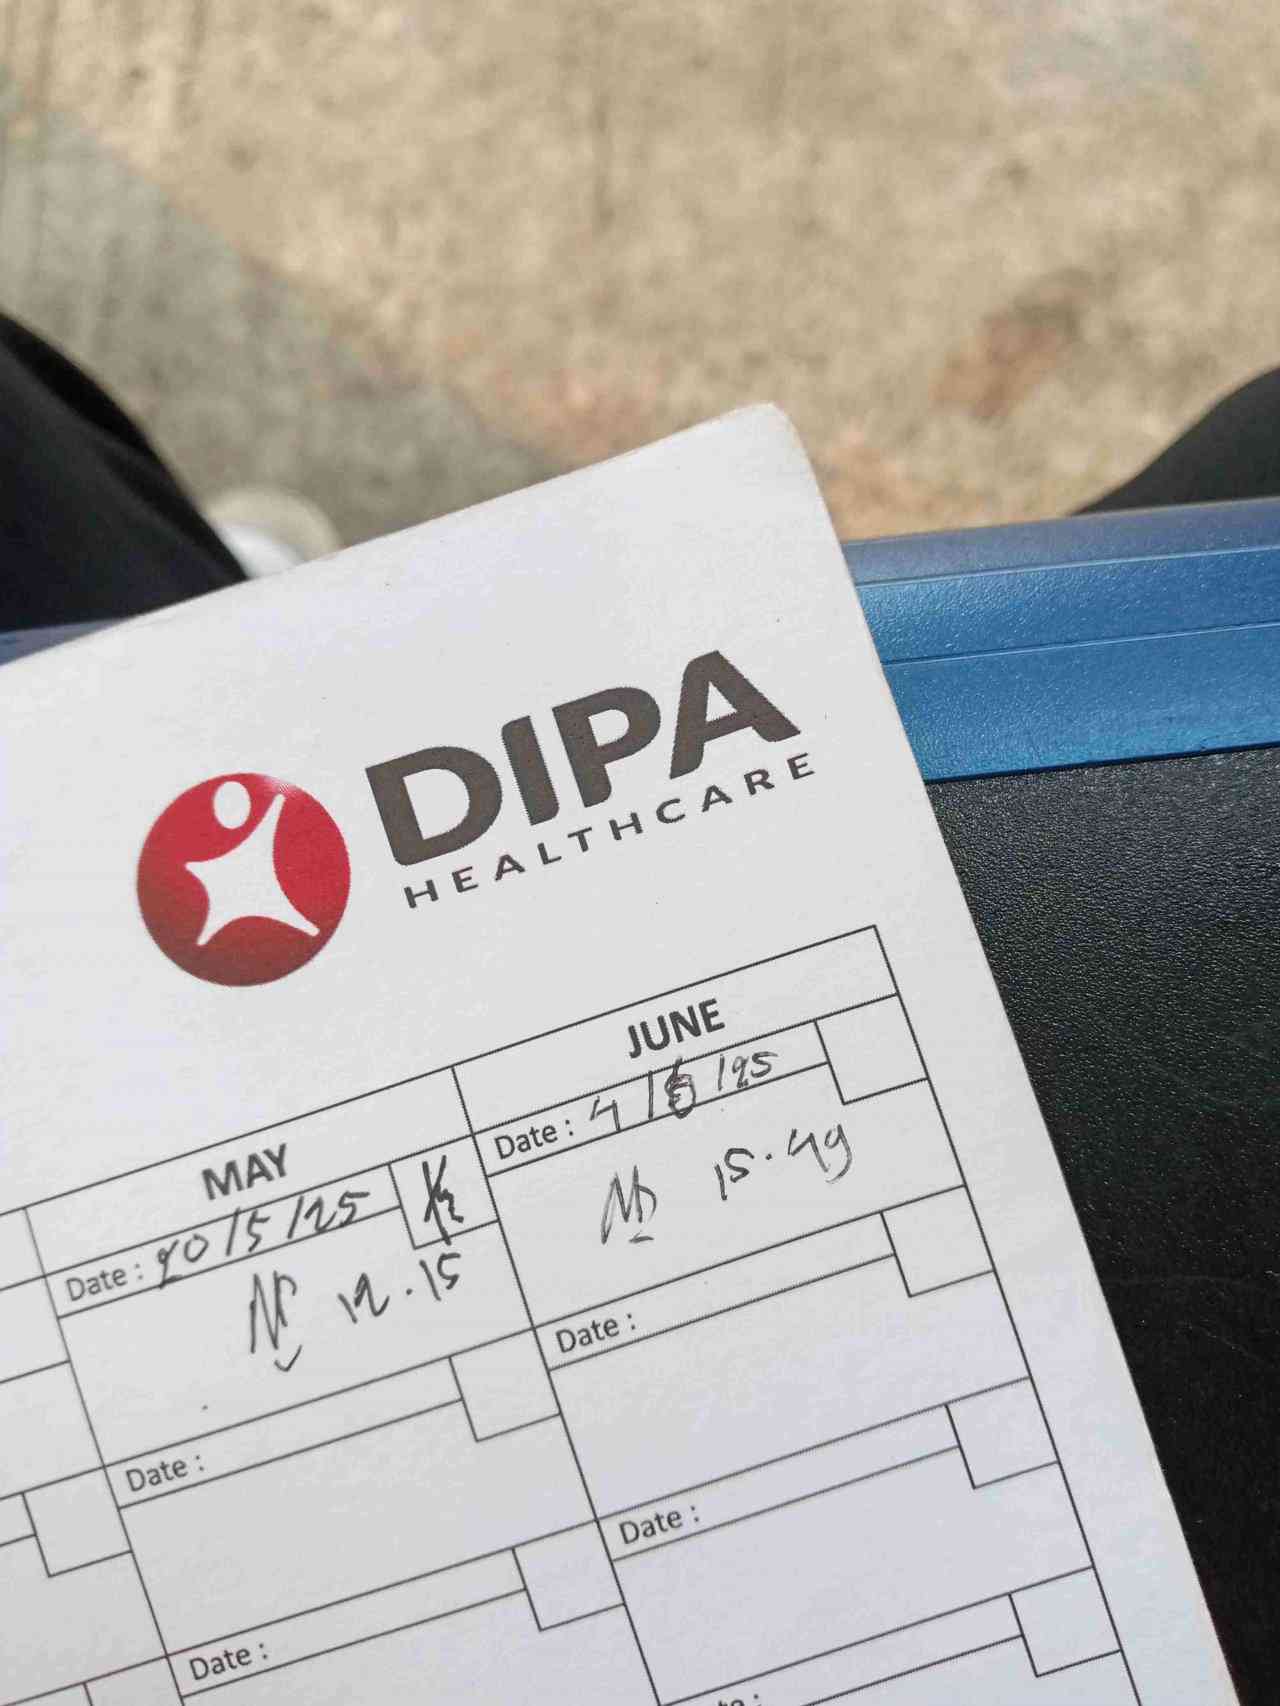 DIPA
HEALTHCARE
MAY
Date : 20/5/25
12.15
Date :
Date :
JUNE
Date : 4/6/25
15.49
Date :
Date :